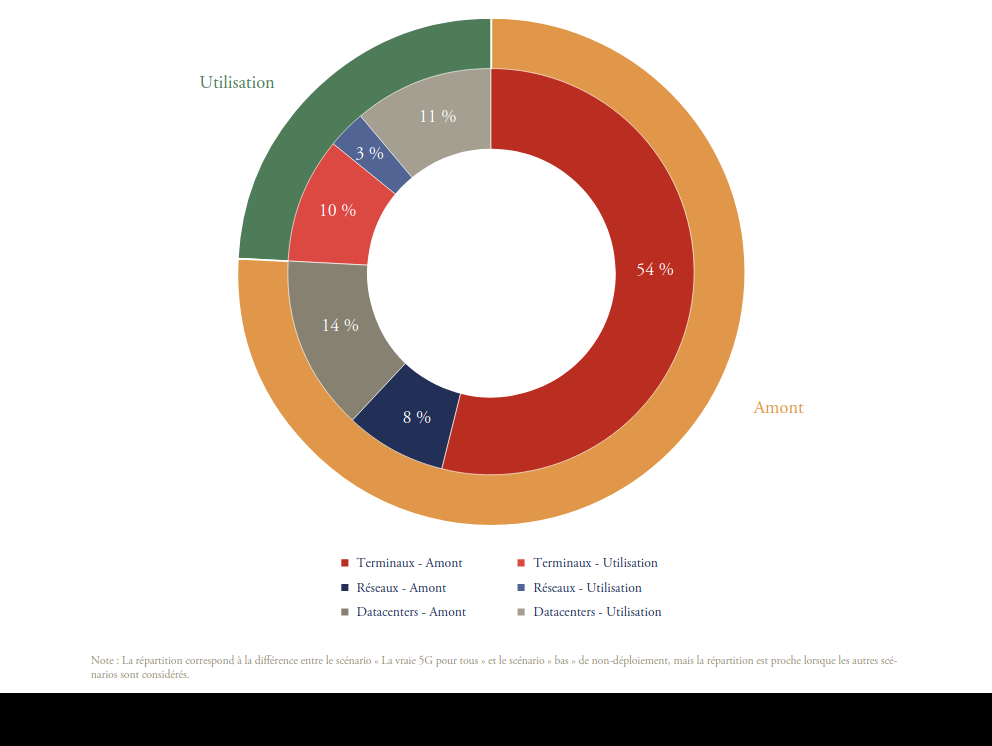 Utilisation
11 %
3 %
10 %
54 %
14 %
8 %
Amont
Terminaux - Amont
Terminaux - Utilisation
Réseaux - Amont
Réseaux - Utilisation
Datacenters - Amont
Datacenters - Utilisation
Note : La répartition correspond à la différence entre le scénario « La vraie 5G pour tous » et le scénario « bas » de non-déploiement, mais la répartition est proche lorsque les autres scé-
narios sont considérés.